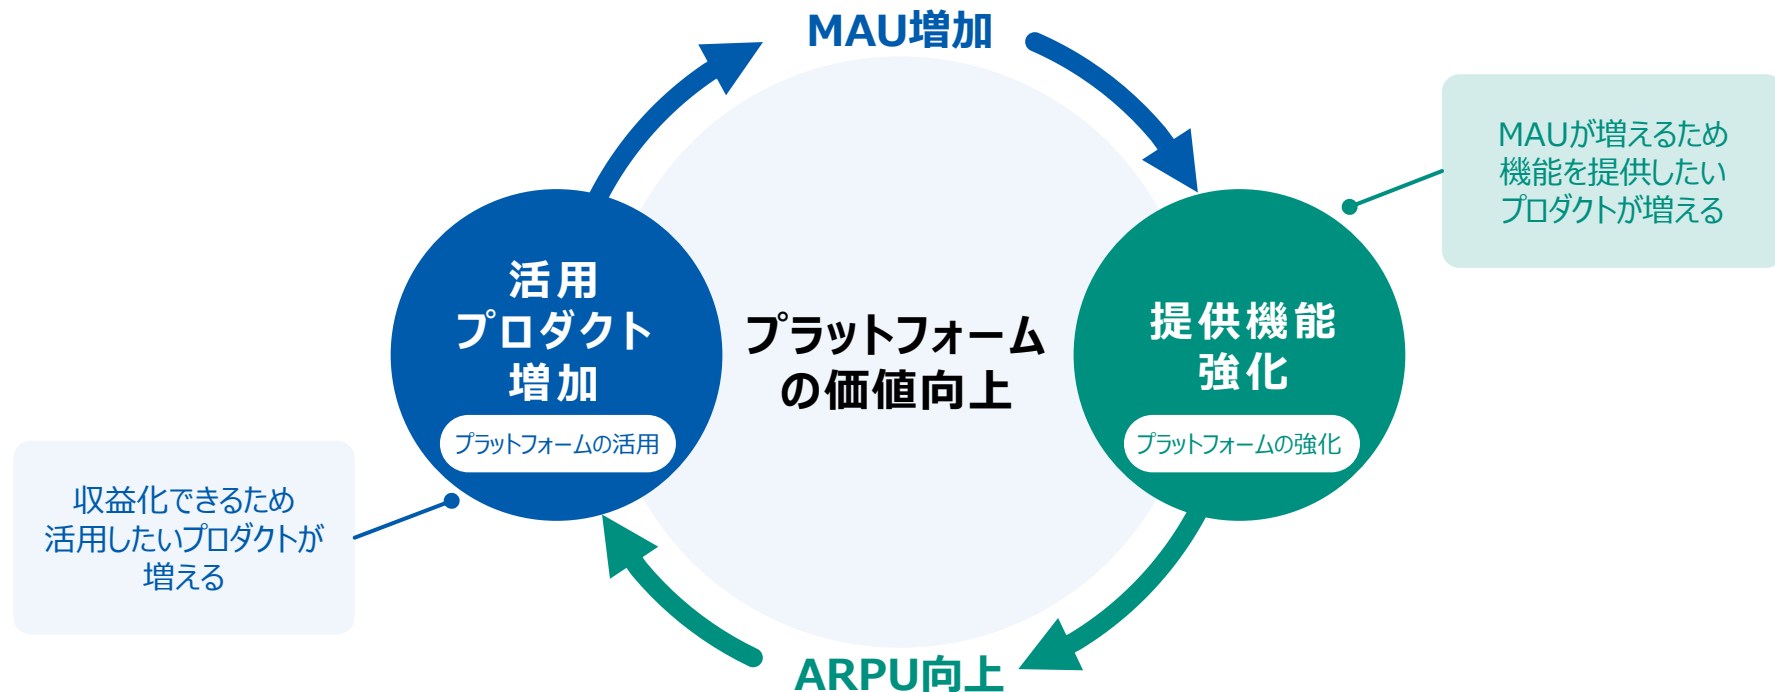 MAU増加
MAUが増えるため
機能を提供したい
プロダクトが増える
活用
プロダクト
増加
プラットフォームの活用
プラットフォーム
の価値向上
提供機能
強化
プラットフォームの強化
収益化できるため
活用したいプロダクトが
増える
ARPU向上